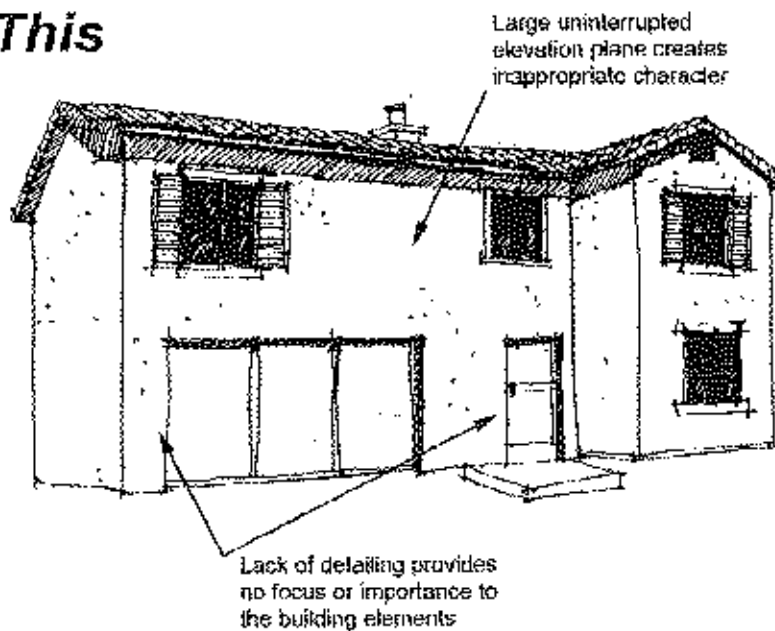 This
Large uninterrupted
elevation plane creates
inappropriate character
Lack of detailing provides
no focus or importance to
the building elements